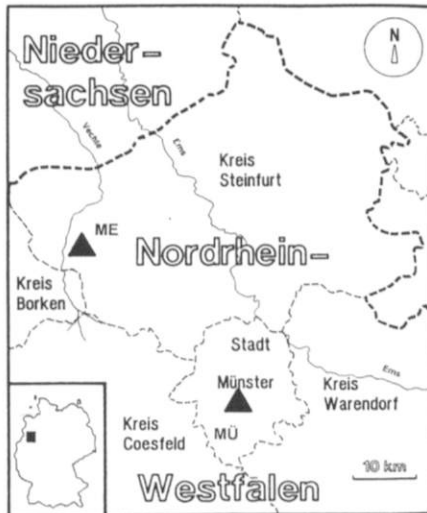 Nieder-
sachsen
N
Vechte
Ems
Kreis
Steinfurt
ME
Nordrhein-
Kreis
Borken
Stadt
Münster
Ems
Kreis
Warendorf
Kreis
Coesfeld
MÜ
Westfalen
10 km